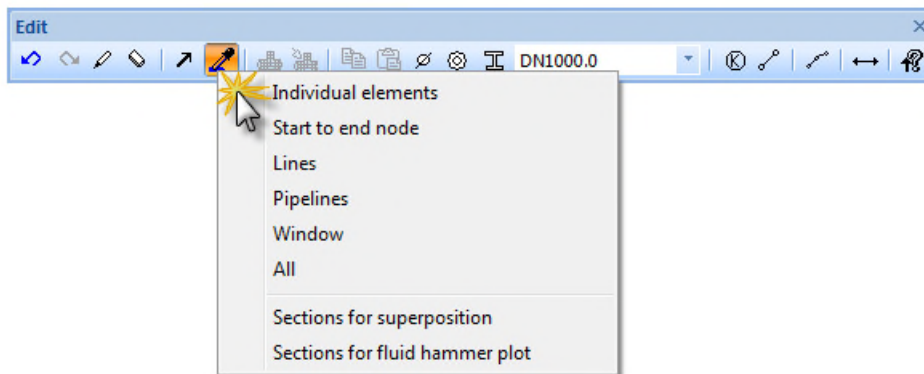 Edit
DN1000.0
K
Individual elements
Start to end node
Lines
Pipelines
Window
All
Sections for superposition
Sections for fluid hammer plot